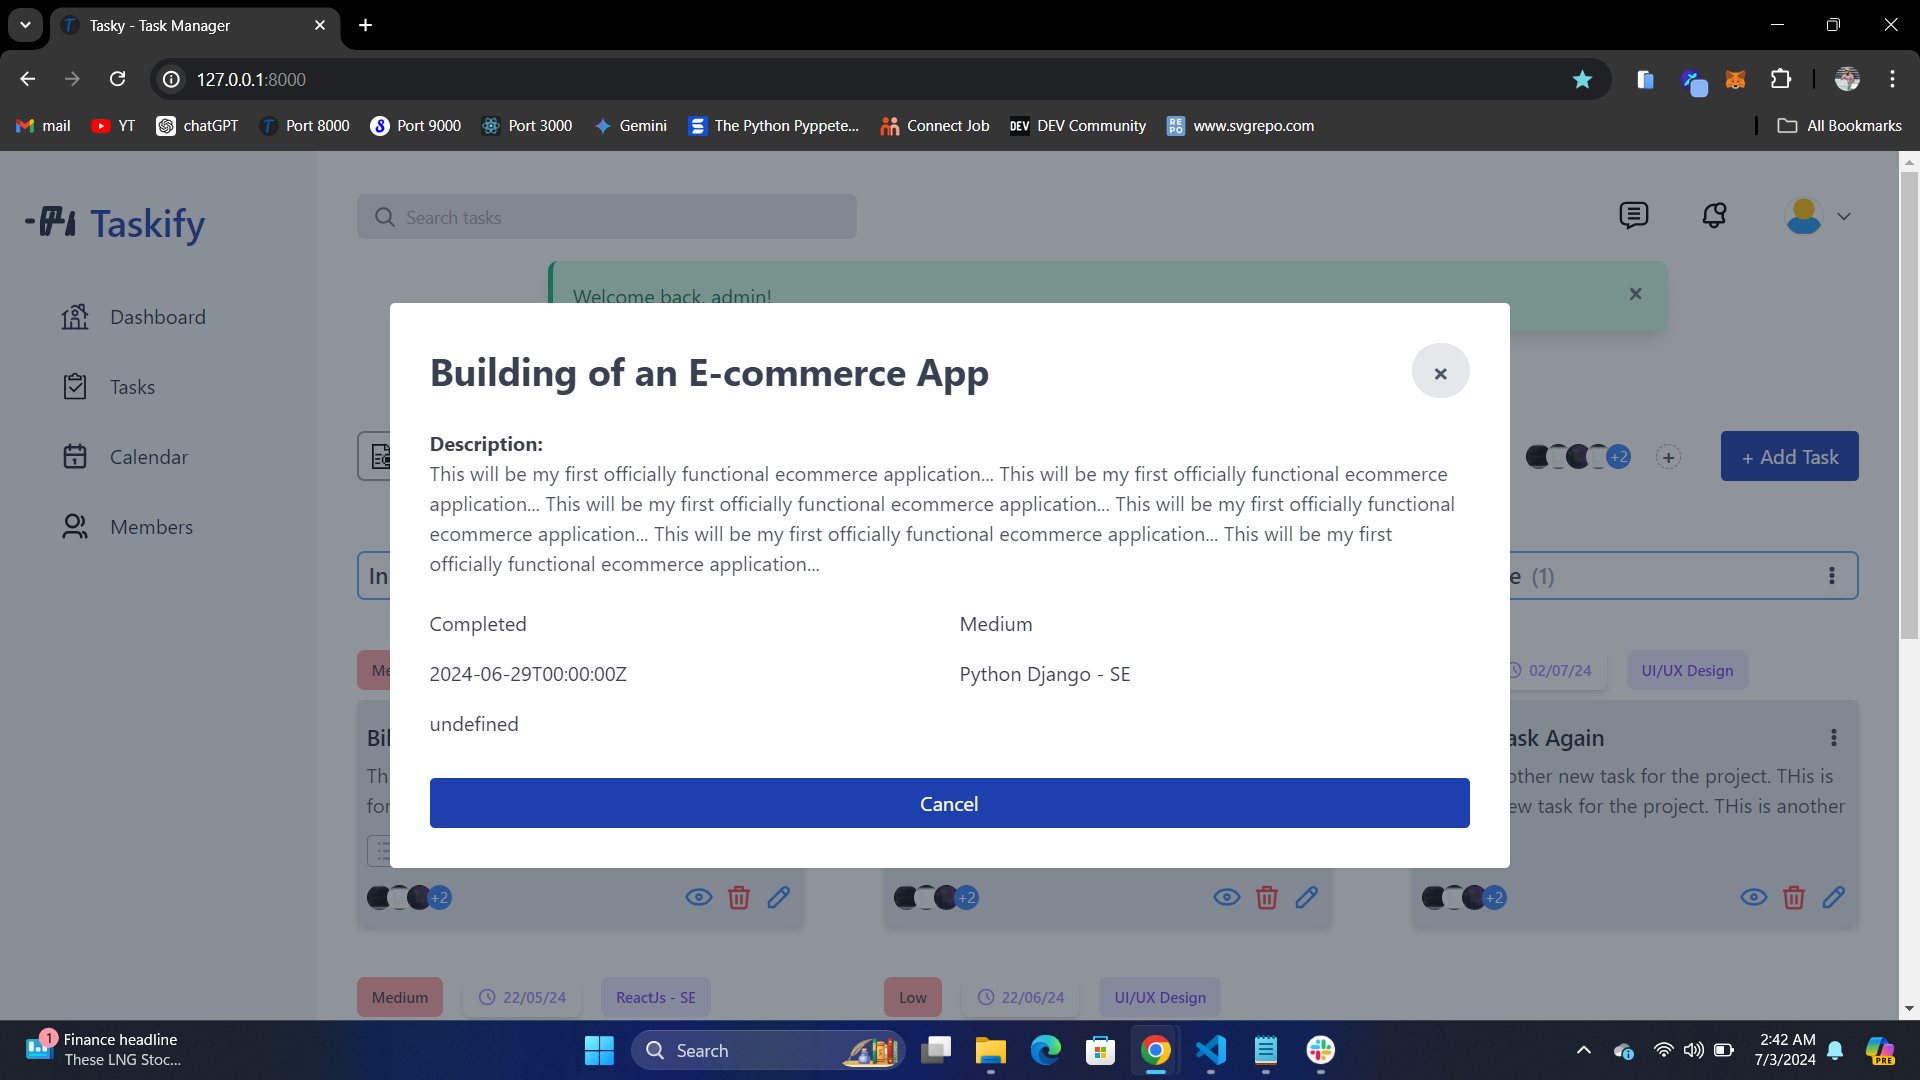 Tasky - Task Manager
127.0.0.1:8000
mail YT chatGPT Port 8000 Port 9000 Port 3000 Gemini The Python Pyppete... Connect Job DEV DEV Community RE PO www.svgrepo.com All Bookmarks
Taskify
Search tasks
Welcome back, admin!
Dashboard
Tasks
Calendar
Members
Building of an E-commerce App
×
Description:
This will be my first officially functional ecommerce application... This will be my first officially functional ecommerce
application... This will be my first officially functional ecommerce application... This will be my first officially functional
ecommerce application... This will be my first officially functional ecommerce application... This will be my first
officially functional ecommerce application...
Completed Medium
2024-06-29T00:00:00Z Python Django - SE
undefined
Cancel
+2 + + Add Task
In
e (1)
Me
02/07/24 UI/UX Design
Bil
ask Again
Th
other new task for the project. THis is
for
ew task for the project. THis is another
+2 +2 +2
Medium 22/05/24 ReactJs - SE Low 22/06/24 UI/UX Design
1 Finance headline
These LNG Stoc...
Search
2:42 AM
7/3/2024
PRE